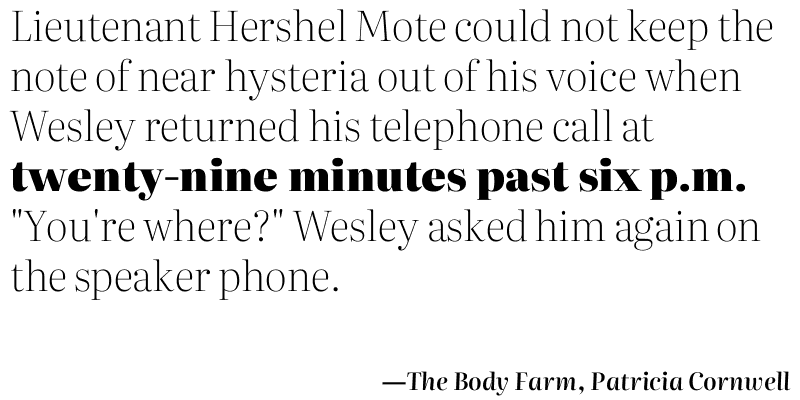 Lieutenant Hershel Mote could not keep the
note of near hysteria out of his voice when
Wesley returned his telephone call at
twenty-nine minutes past six p.m.
"You're where?" Wesley asked him again on
the speaker phone.
—The Body Farm, Patricia Cornwell